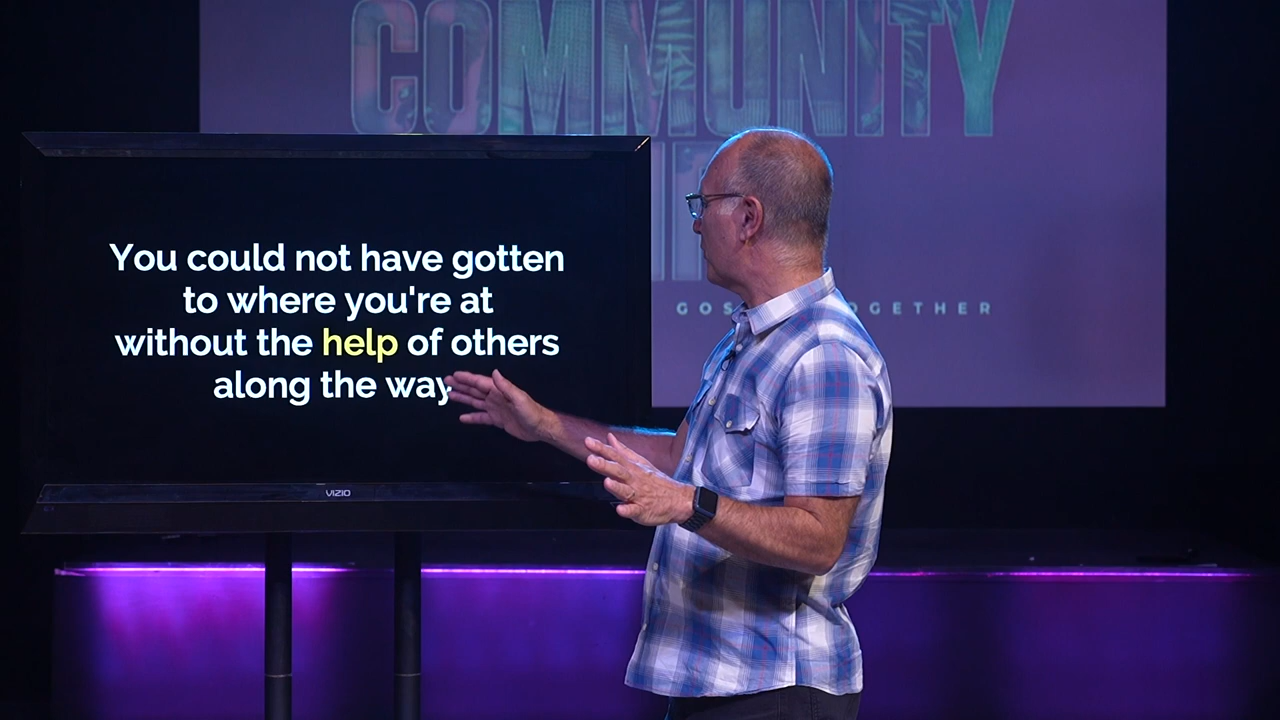 COMMUNITY
You could not have gotten
to where you're at
without the help of others
along the way
TOGETHER
VIZIO